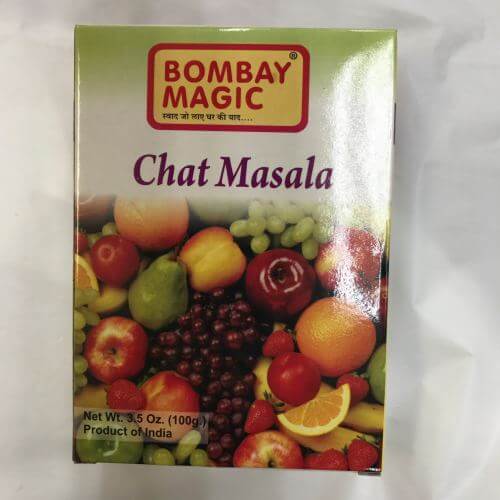 BOMBAY ®
MAGIC
स्वाद जो लाए घर की याद....
Chat Masala
Net Wt. 3.5 Oz. (100g.)
Product of India